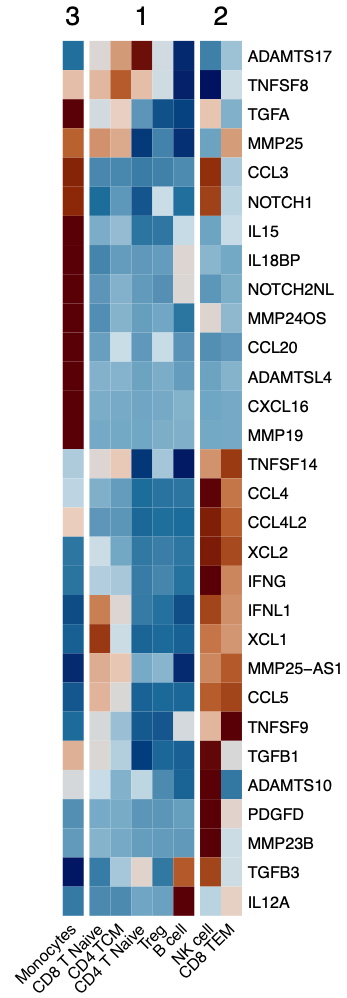 3 1 2
ADAMTS17
TNFSF8
TGFA
MMP25
CCL3
NOTCH1
IL15
IL18BP
NOTCH2NL
MMP24OS
CCL20
ADAMTSL4
CXCL16
MMP19
TNFSF14
CCL4
CCL4L2
XCL2
IFNG
IFNL1
XCL1
MMP25−AS1
CCL5
TNFSF9
TGFB1
ADAMTS10
PDGFD
MMP23B
TGFB3
IL12A
Monocytes
CD8 T Naive
CD4 TCM
CD4 T Naive
Treg
B cell
NK cell
CD8 TEM